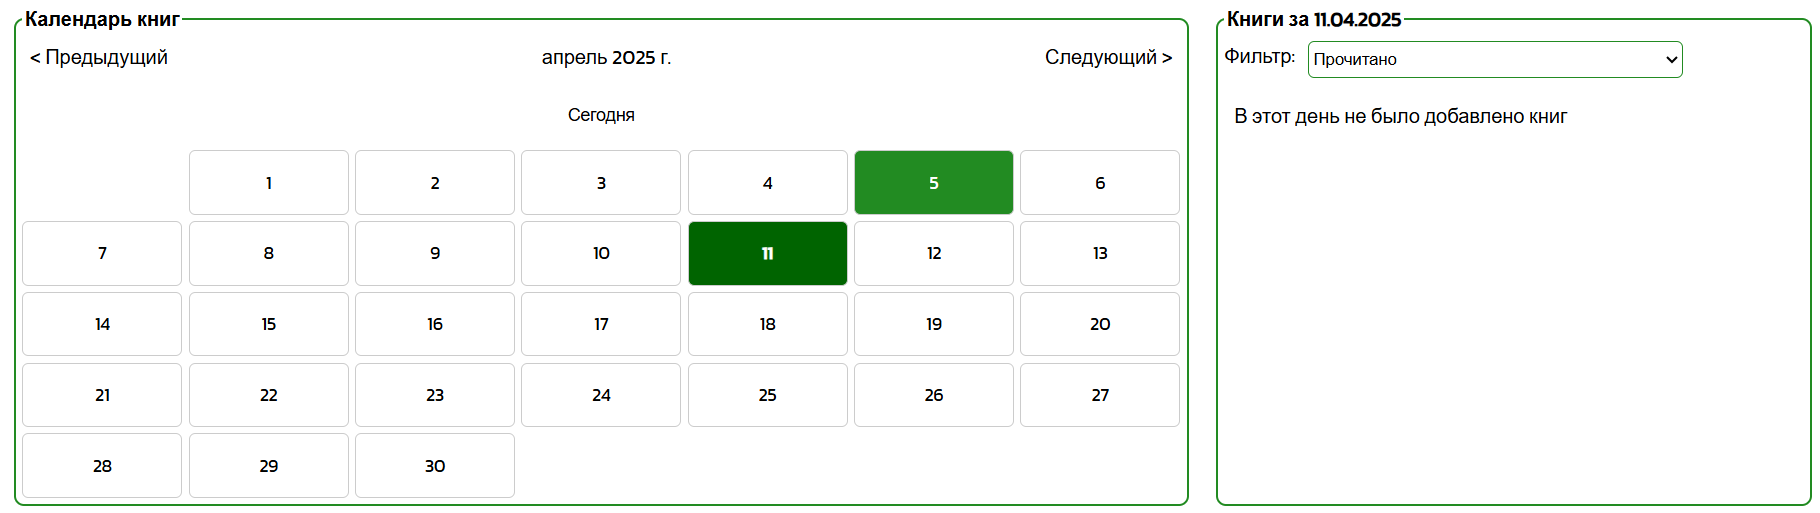 Календарь книг
< Предыдущий апрель 2025 г. Следующий >
Сегодня
1 2 3 4 5 6
7 8 9 10 11 12 13
14 15 16 17 18 19 20
21 22 23 24 25 26 27
28 29 30
Книги за 11.04.2025
Фильтр: Прочитано
В этот день не было добавлено книг